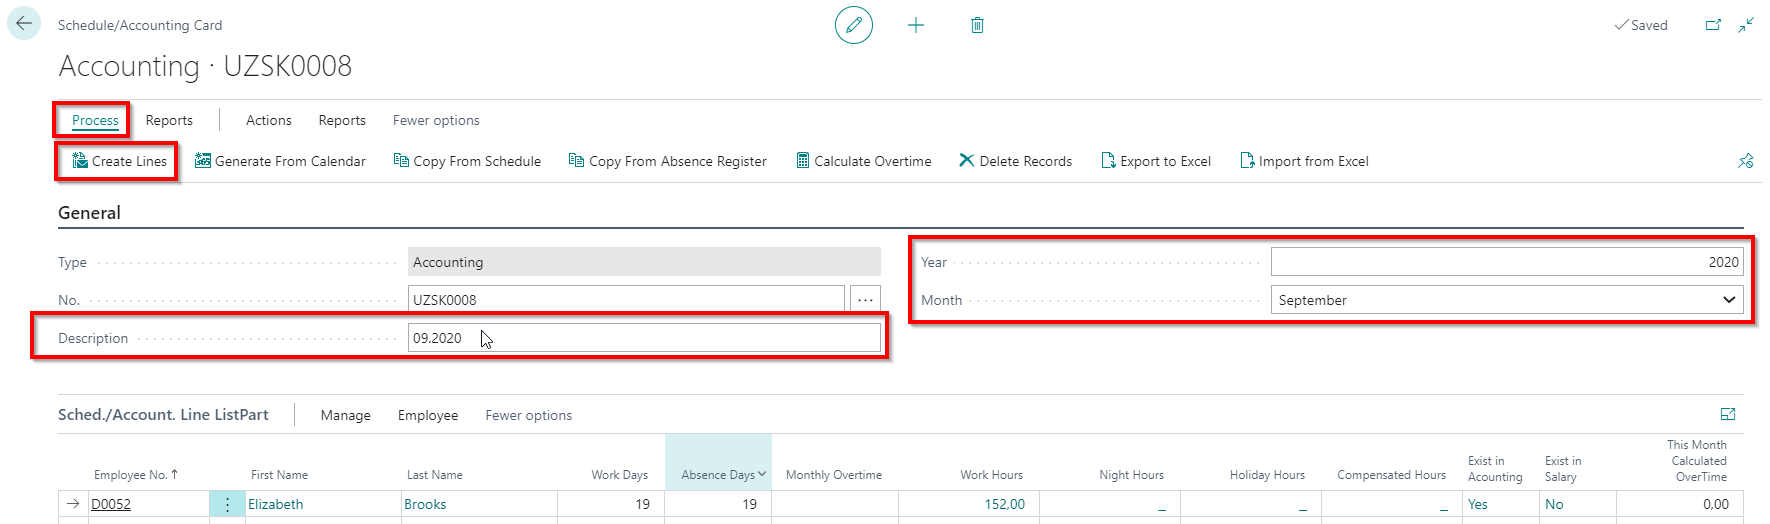 Schedule/Accounting Card
Saved
Accounting · UZSK0008
Process Reports Actions Reports Fewer options
Create Lines Generate From Calendar Copy From Schedule Copy From Absence Register Calculate Overtime Delete Records Export to Excel Import from Excel
General
Type Accounting Year 2020
No. UZSK0008 ... Month September
Description 09.2020
Sched./Account. Line ListPart Manage Employee Fewer options
Employee No. ↑ First Name Last Name Work Days Absence Days Monthly Overtime Work Hours Night Hours Holiday Hours Compensated Hours Exist in Acounting Exist in Salary This Month Calculated OverTime
D0052 Elizabeth Brooks 19 19 152,00 _ _ _ Yes No 0,00